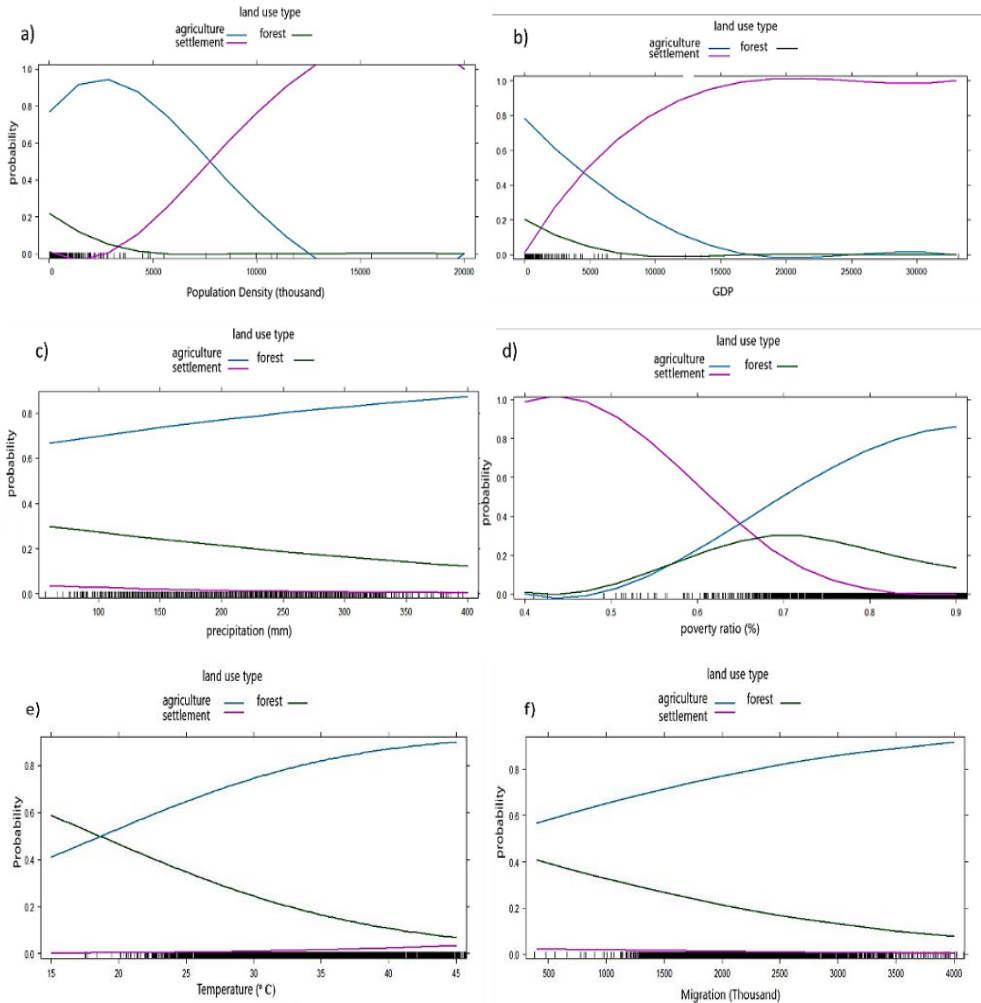 a)
land use type
agriculture forest
settlement
1.0
0.8
0.6
0.4
0.2
0.0
probability
0 5000 10000 15000 20000
Population Density (thousand)
b)
land use type
agriculture forest
settlement
1.0
0.8
0.6
0.4
0.2
0.0
probability
0 5000 10000 15000 20000 25000 30000
GDP
c)
land use type
agriculture forest
settlement
0.8
0.6
0.4
0.2
0.0
probability
100 150 200 250 300 350 400
precipitation (mm)
d)
land use type
agriculture forest
settlement
1.0
0.8
0.6
0.4
0.2
0.0
probability
0.4 0.5 0.6 0.7 0.8 0.9
poverty ratio (%)
e)
land use type
agriculture forest
settlement
0.8
0.6
0.4
0.2
0.0
Probability
15 20 25 30 35 40 45
Temperature (° C)
f)
land use type
agriculture forest
settlement
0.8
0.6
0.4
0.2
0.0
probability
500 1000 1500 2000 2500 3000 3500 4000
Migration (Thousand)